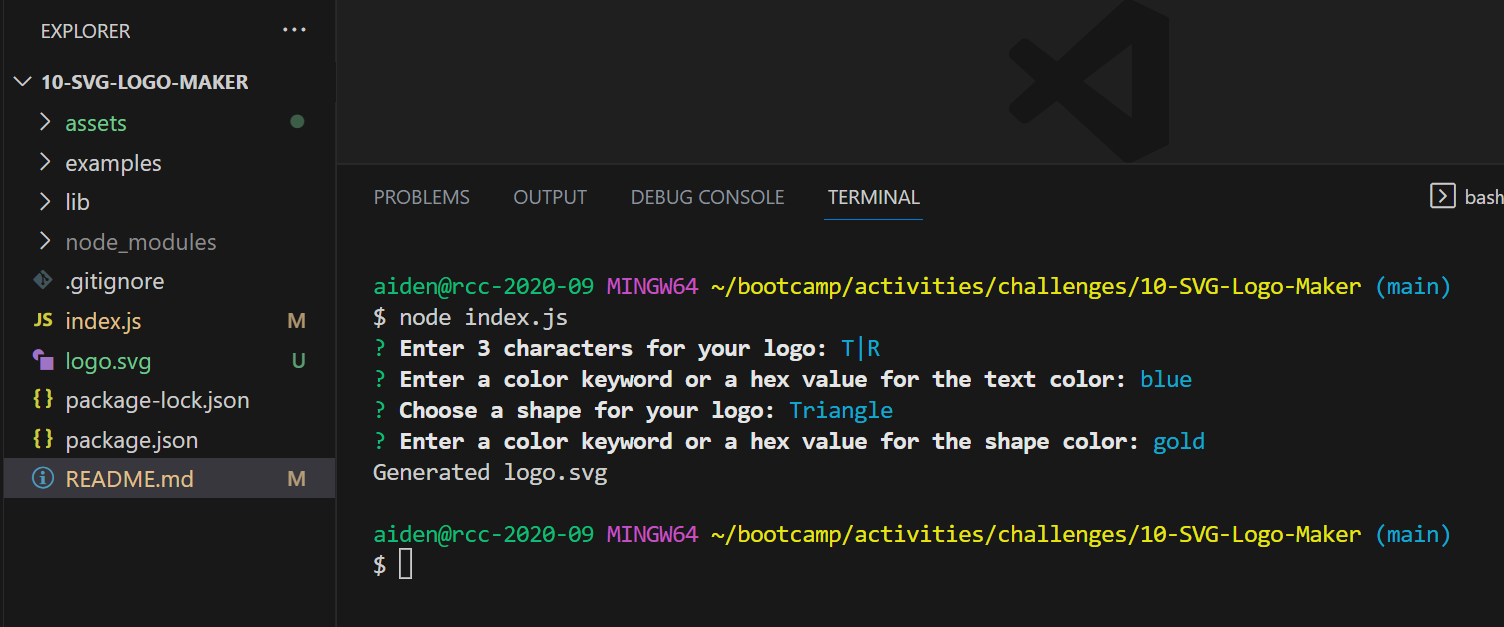 EXPLORER ...
10-SVG-LOGO-MAKER
assets
examples
lib
node_modules
.gitignore
JS index.js M
logo.svg U
{} package-lock.json
{} package.json
README.md M
PROBLEMS OUTPUT DEBUG CONSOLE TERMINAL bash
aiden@rcc-2020-09 MINGW64 ~/bootcamp/activities/challenges/10-SVG-Logo-Maker (main)
$ node index.js
? Enter 3 characters for your logo: T|R
? Enter a color keyword or a hex value for the text color: blue
? Choose a shape for your logo: Triangle
? Enter a color keyword or a hex value for the shape color: gold
Generated logo.svg
aiden@rcc-2020-09 MINGW64 ~/bootcamp/activities/challenges/10-SVG-Logo-Maker (main)
$